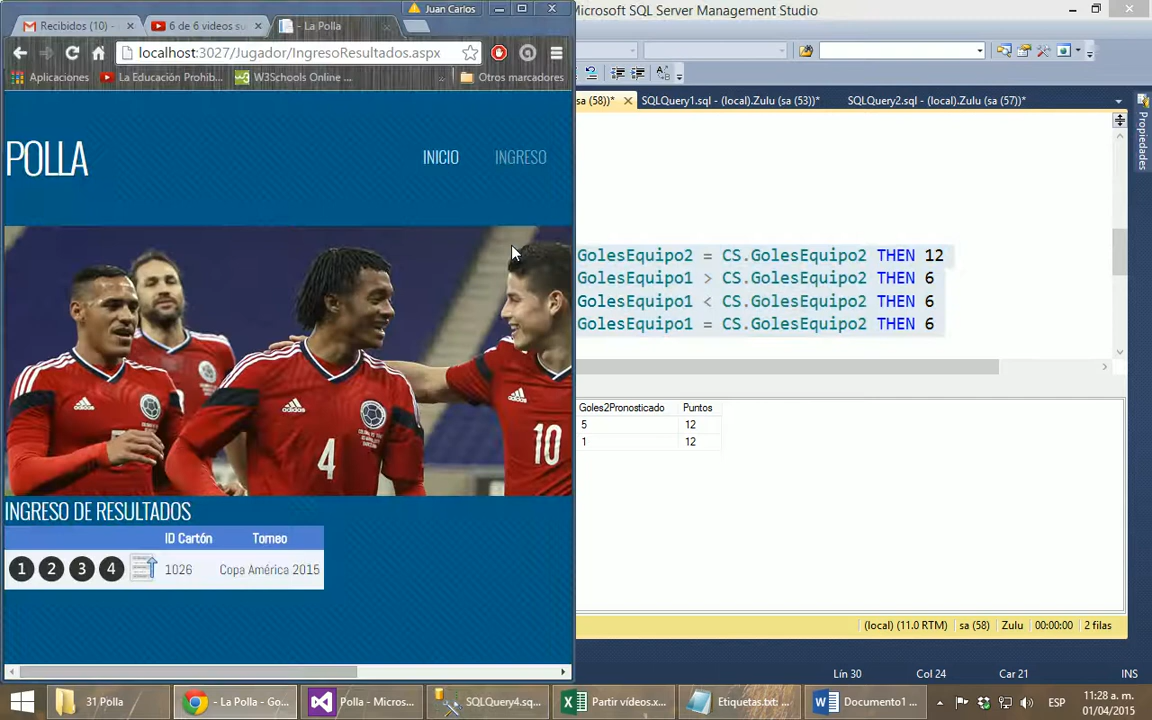 Juan Carlos
Microsoft SQL Server Management Studio
Recibidos (10) -
6 de 6 videos su
- La Polla
localhost:3027/Jugador/IngresoResultados.aspx
Aplicaciones
La Educación Prohib...
W3Schools Online ...
Otros marcadores
sa (58))*
SQLQuery1.sql - (local).Zulu (sa (53))*
SQLQuery2.sql - (local).Zulu (sa (57))*
Propiedades
POLLA
INICIO
INGRESO
GolesEquipo2 = CS.GolesEquipo2 THEN 12
GolesEquipo1 > CS.GolesEquipo2 THEN 6
GolesEquipo1 < CS.GolesEquipo2 THEN 6
GolesEquipo1 = CS.GolesEquipo2 THEN 6
4
10
Goles2Pronosticado Puntos
5 12
1 12
INGRESO DE RESULTADOS
ID Cartón Torneo
1 2 3 4 1026 Copa América 2015
(local) (11.0 RTM) sa (58) Zulu 00:00:00 2 filas
Lín 30 Col 24 Car 21 INS
31 Polla
- La Polla - Go...
Polla - Micros...
SQLQuery4.sq...
Partir vídeos.x...
Etiquetas.txt: ...
Documento1 ...
ESP
11:28 a. m.
01/04/2015